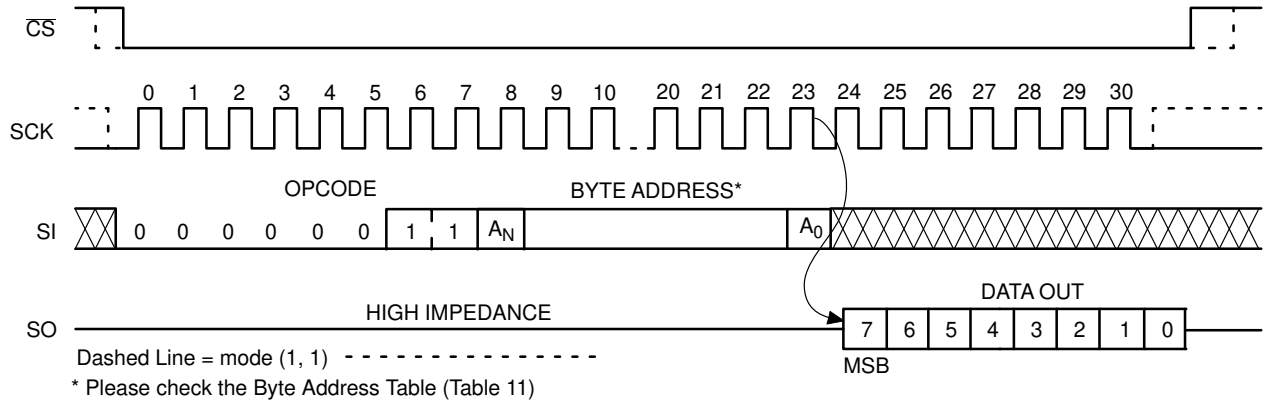 CS
0 1 2 3 4 5 6 7 8 9 10 20 21 22 23 24 25 26 27 28 29 30
SCK
OPCODE BYTE ADDRESS*
SI 0 0 0 0 0 0 1 1 AN A0
DATA OUT
HIGH IMPEDANCE
SO 7 6 5 4 3 2 1 0
Dashed Line = mode (1, 1) - - - - - - - - - - - - - - - -
MSB
* Please check the Byte Address Table (Table 11)